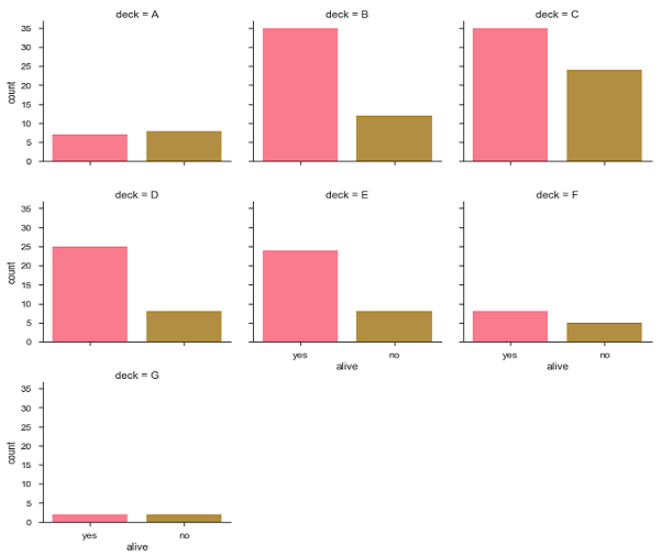 deck = A
deck = B
deck = C
count
35
30
25
20
15
10
5
0
deck = D
deck = E
deck = F
count
35
30
25
20
15
10
5
0
yes no
alive
yes no
alive
deck = G
count
35
30
25
20
15
10
5
0
yes no
alive